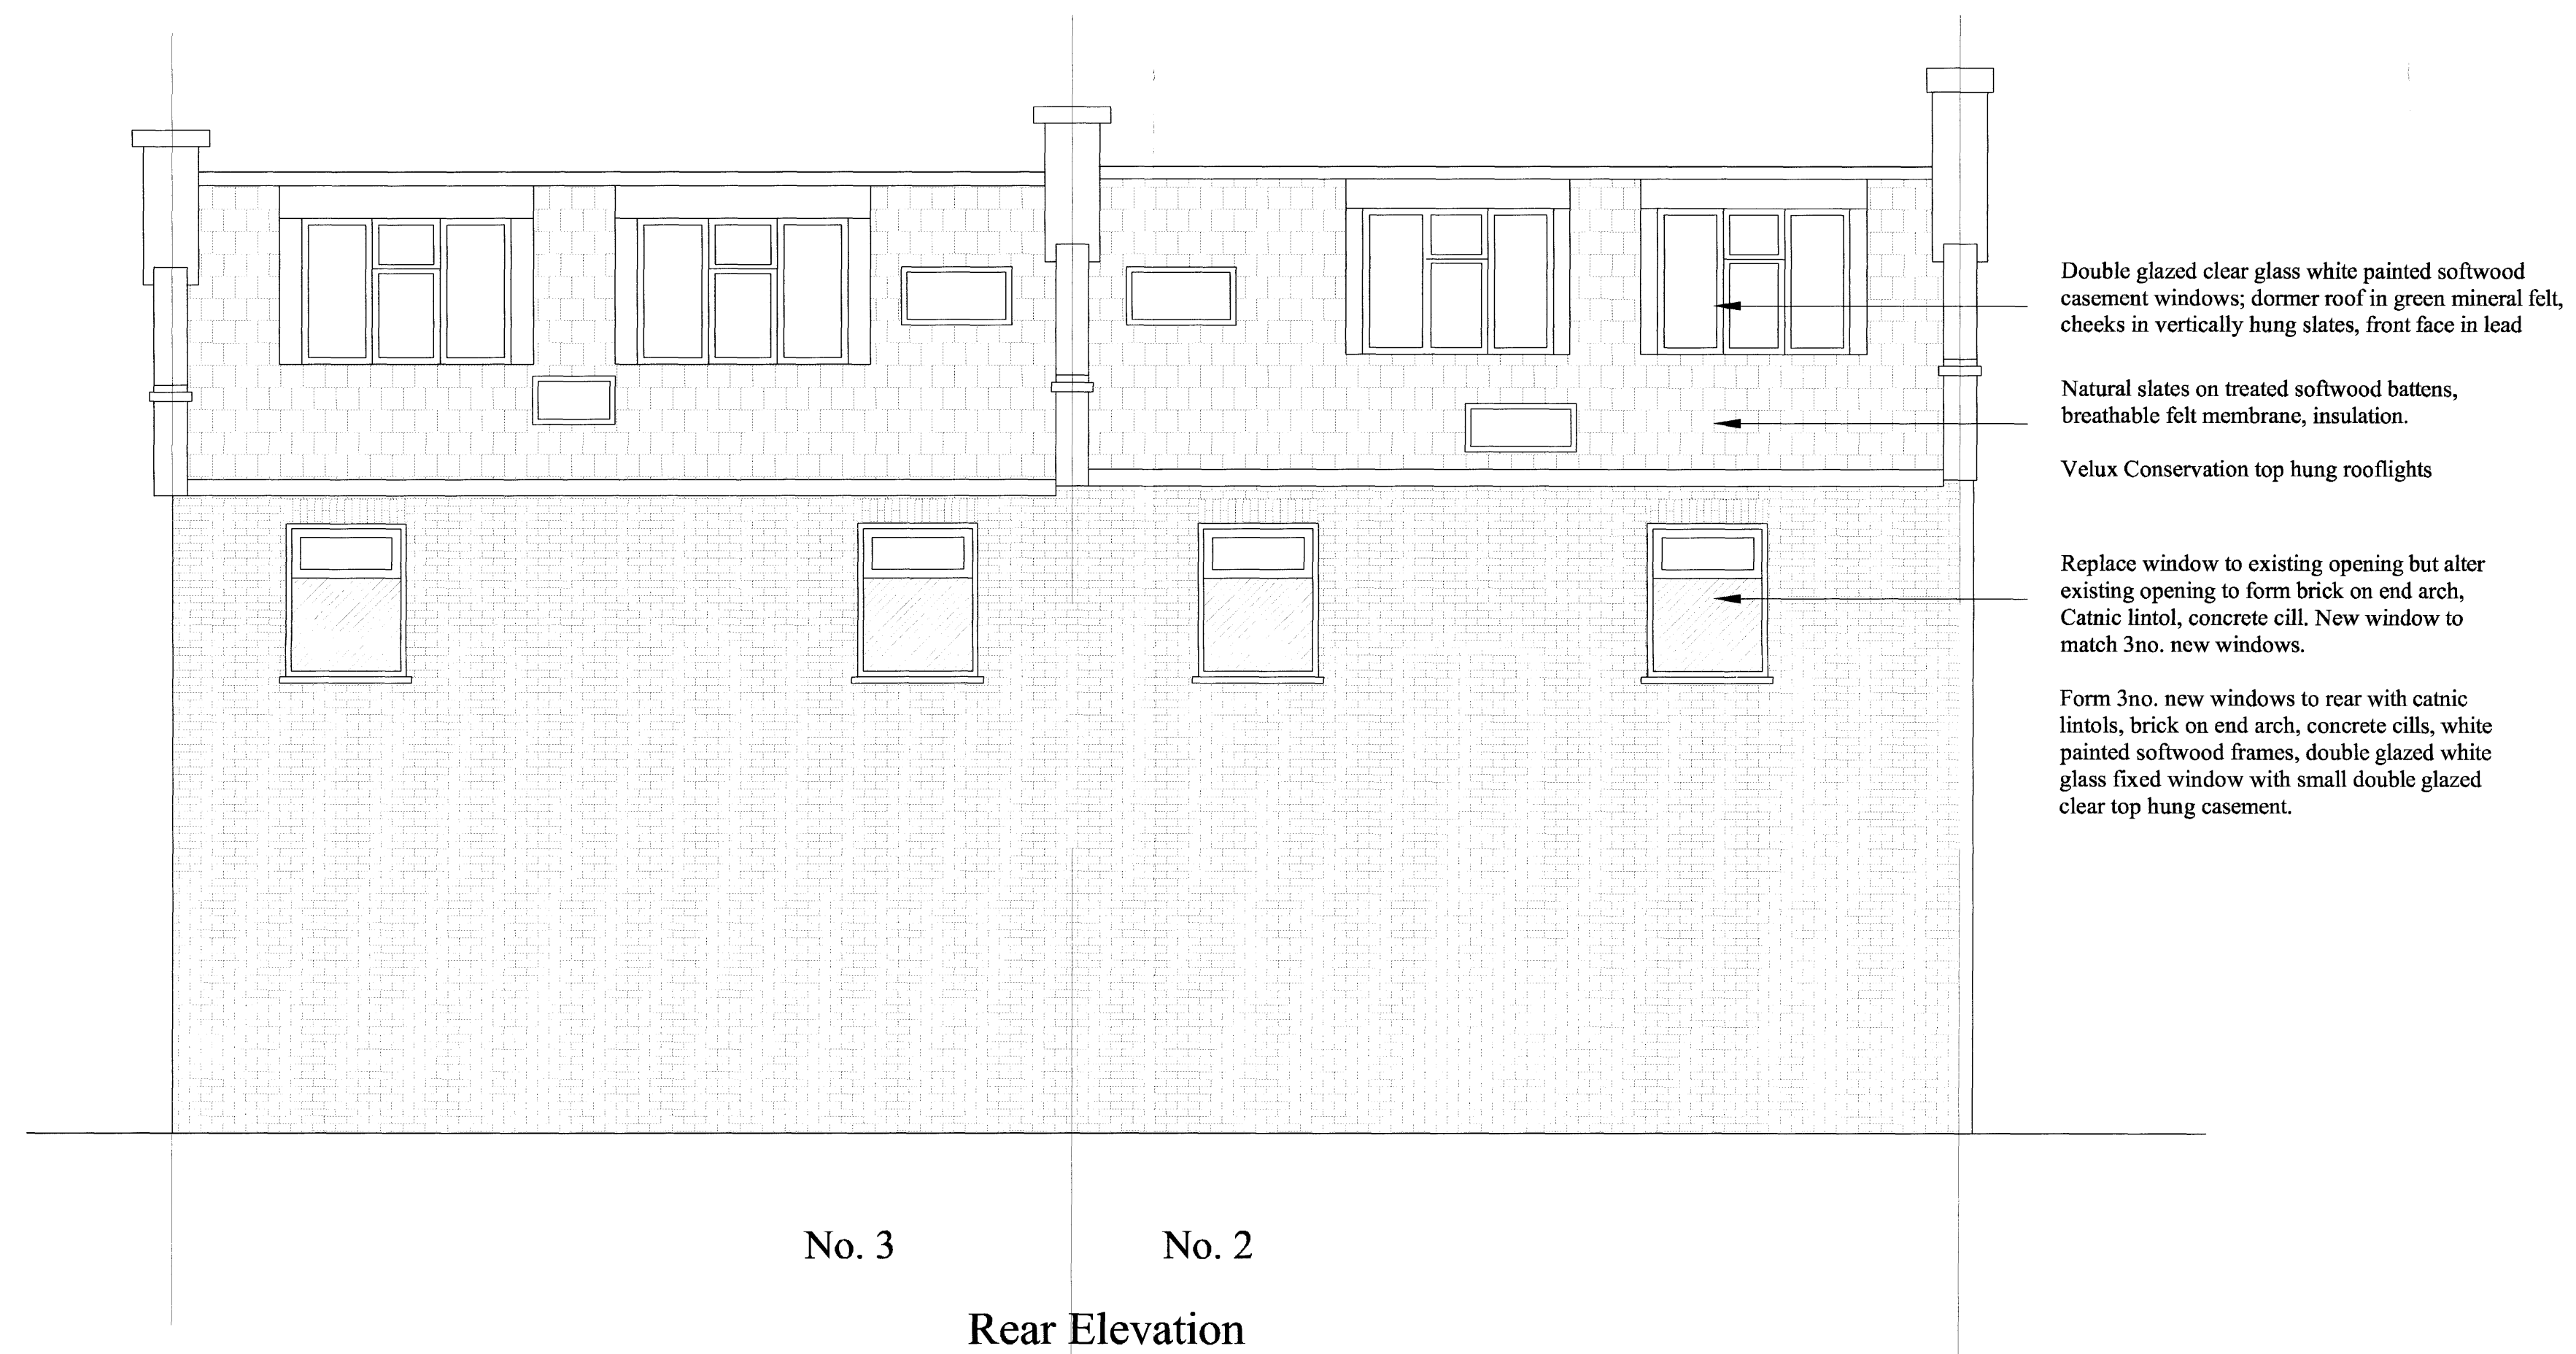 Double glazed clear glass white painted softwood
casement windows; dormer roof in green mineral felt,
cheeks in vertically hung slates, front face in lead
Natural slates on treated softwood battens,
breathable felt membrane, insulation.
Velux Conservation top hung rooflights
Replace window to existing opening but alter
existing opening to form brick on end arch,
Catnic lintol, concrete cill. New window to
match 3no. new windows.
Form 3no. new windows to rear with catnic
lintols, brick on end arch, concrete cills, white
painted softwood frames, double glazed white
glass fixed window with small double glazed
clear top hung casement.
No. 3
No. 2
Rear Elevation